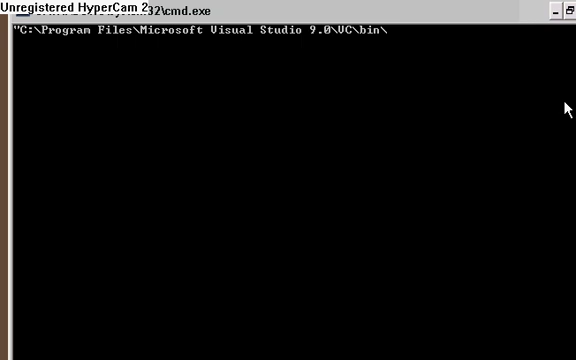 Unregistered HyperCam 2
32\cmd.exe
"C:\Program Files\Microsoft Visual Studio 9.0\VC\bin\